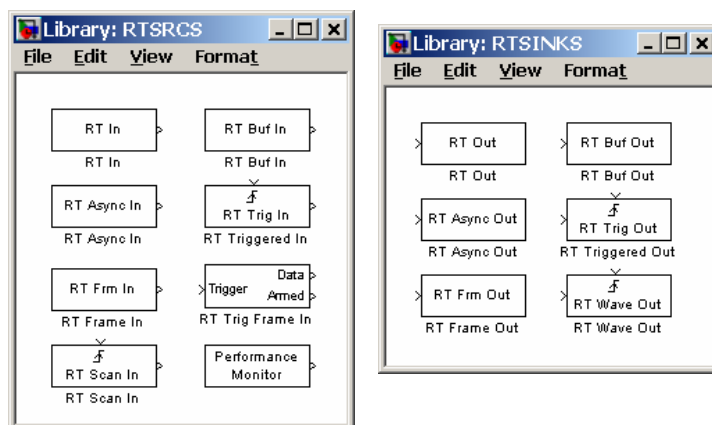 Library: RTSRCS
File Edit View Format
RT In
RT In
RT Buf In
RT Buf In
RT Async In
RT Async In
RT Trig In
RT Triggered In
RT Frm In
RT Frame In
Trigger
Data
Armed
RT Trig Frame In
RT Scan In
RT Scan In
Performance
Monitor
Library: RTSINKS
File Edit View Format
RT Out
RT Out
RT Buf Out
RT Buf Out
RT Async Out
RT Async Out
RT Trig Out
RT Triggered Out
RT Frm Out
RT Frame Out
RT Wave Out
RT Wave Out